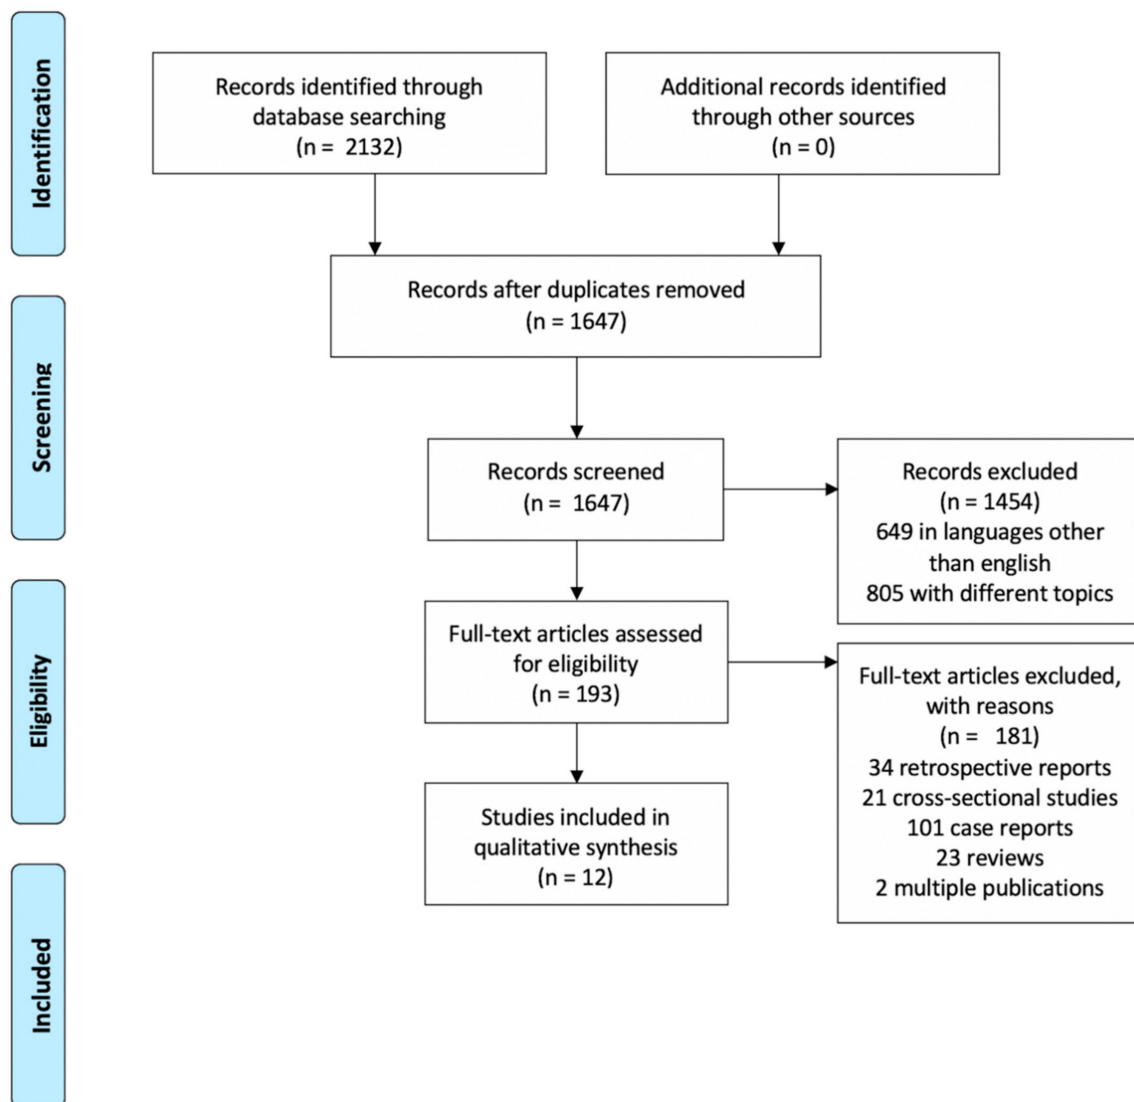 Identification
Records identified through
database searching
(n = 2132)
Additional records identified
through other sources
(n = 0)
Records after duplicates removed
(n = 1647)
Screening
Records screened
(n = 1647)
Records excluded
(n = 1454)
649 in languages other
than english
805 with different topics
Eligibility
Full-text articles assessed
for eligibility
(n = 193)
Full-text articles excluded,
with reasons
(n = 181)
34 retrospective reports
21 cross-sectional studies
101 case reports
23 reviews
2 multiple publications
Studies included in
qualitative synthesis
(n = 12)
Included